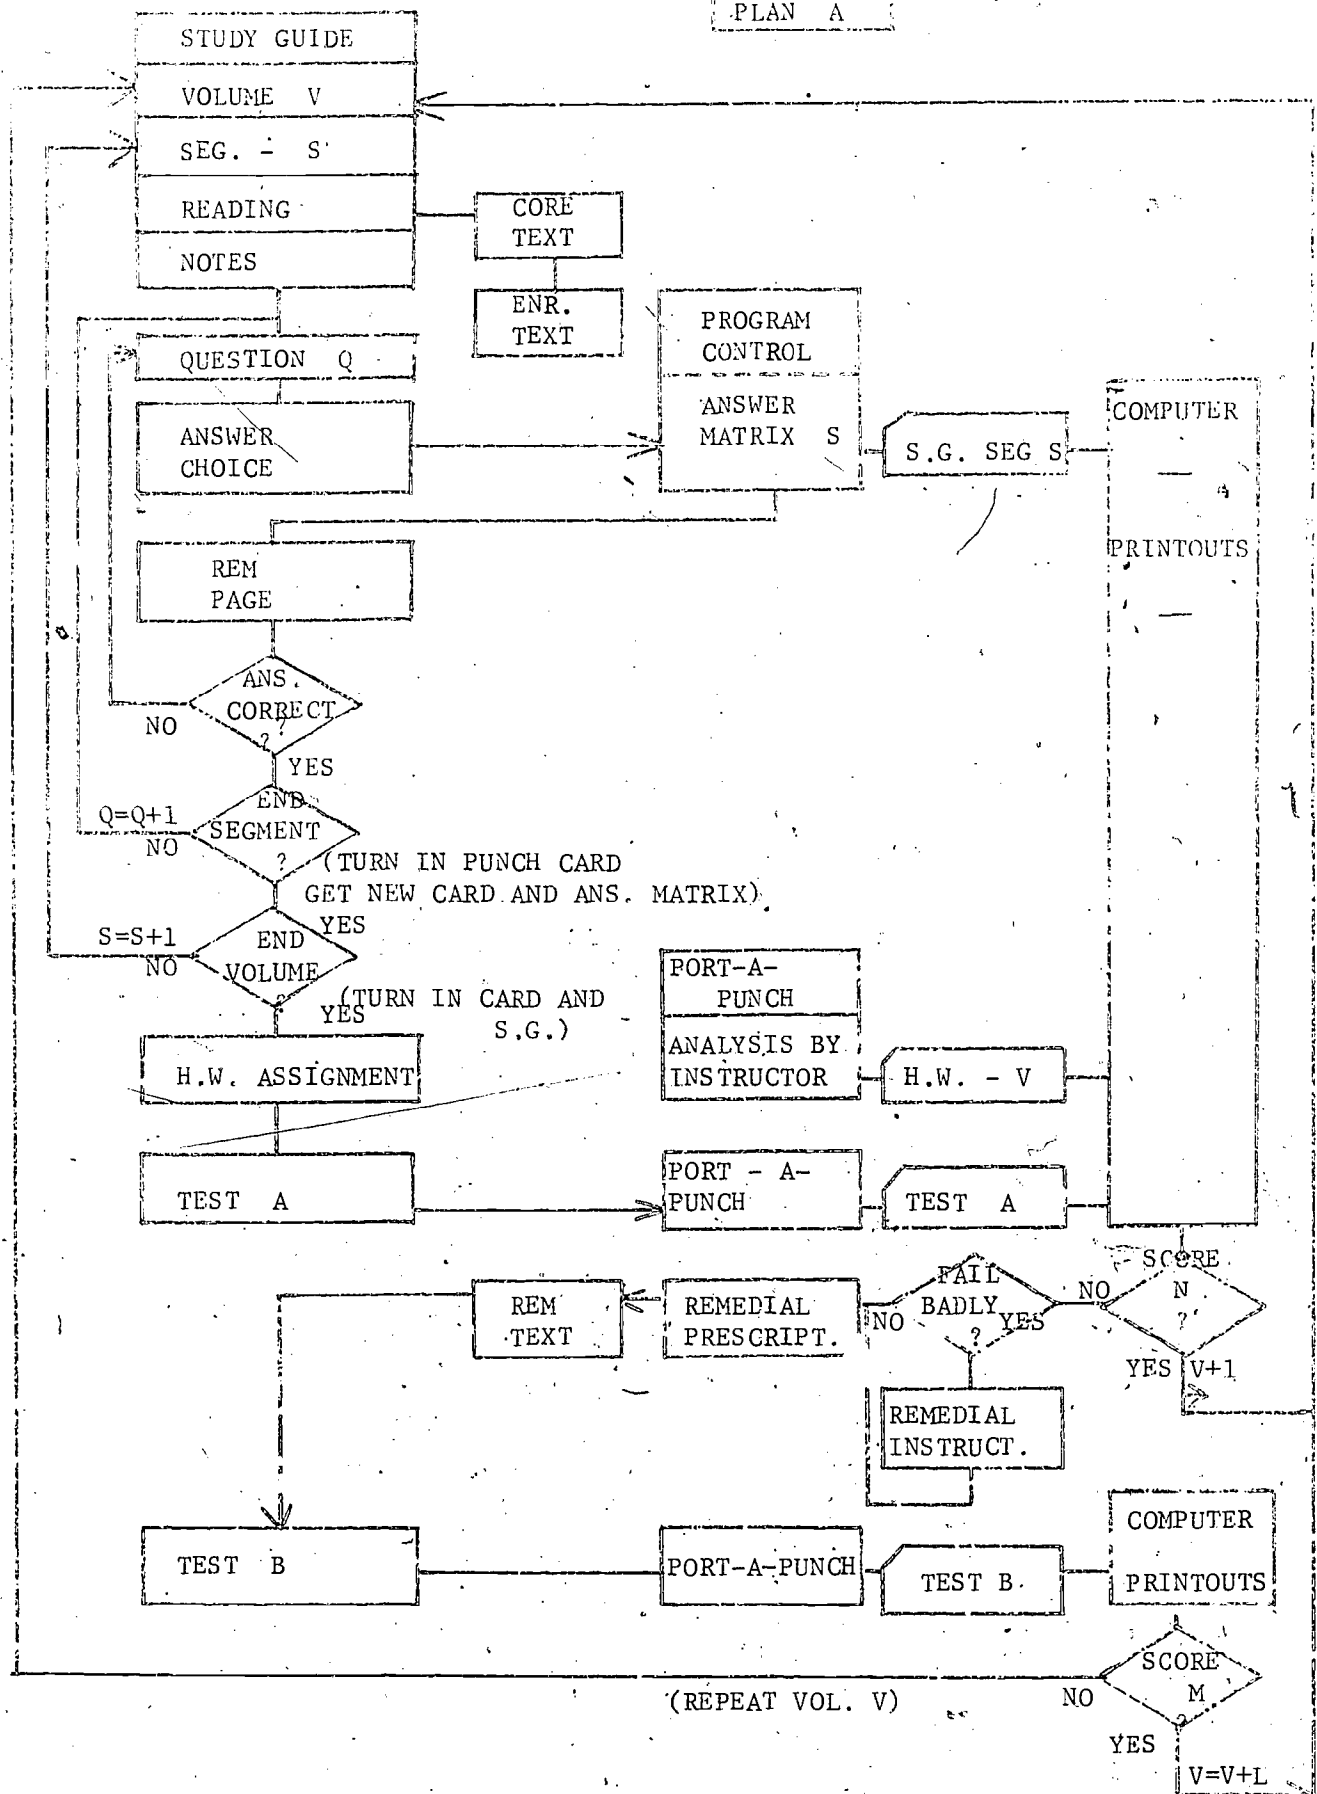 PLAN A
STUDY GUIDE
VOLUME V
SEG. - S
READING
NOTES
CORE
TEXT
ENR.
TEXT
QUESTION Q
ANSWER
CHOICE
PROGRAM
CONTROL
ANSWER
MATRIX S
S.G. SEG S
COMPUTER
—
PRINTOUTS
—
REM
PAGE
ANS.
CORRECT
?
?
NO
YES
END
SEGMENT
?
Q=Q+1
NO
(TURN IN PUNCH CARD
GET NEW CARD AND ANS. MATRIX)
YES
END
VOLUME
?
S=S+1
NO
YES
(TURN IN CARD AND
S.G.)
H.W. ASSIGNMENT
PORT-A-
PUNCH
ANALYSIS BY
INSTRUCTOR
H.W. - V
TEST A
PORT - A-
PUNCH
TEST A
SCORE
N
?
NO
YES V+1
FAIL
BADLY
?
YES
NO
REMEDIAL
PRESCRIPT.
REM
TEXT
REMEDIAL
INSTRUCT.
TEST B
PORT-A-PUNCH
TEST B.
COMPUTER
PRINTOUTS
SCORE
M
?
NO
(REPEAT VOL. V)
YES
V=V+L